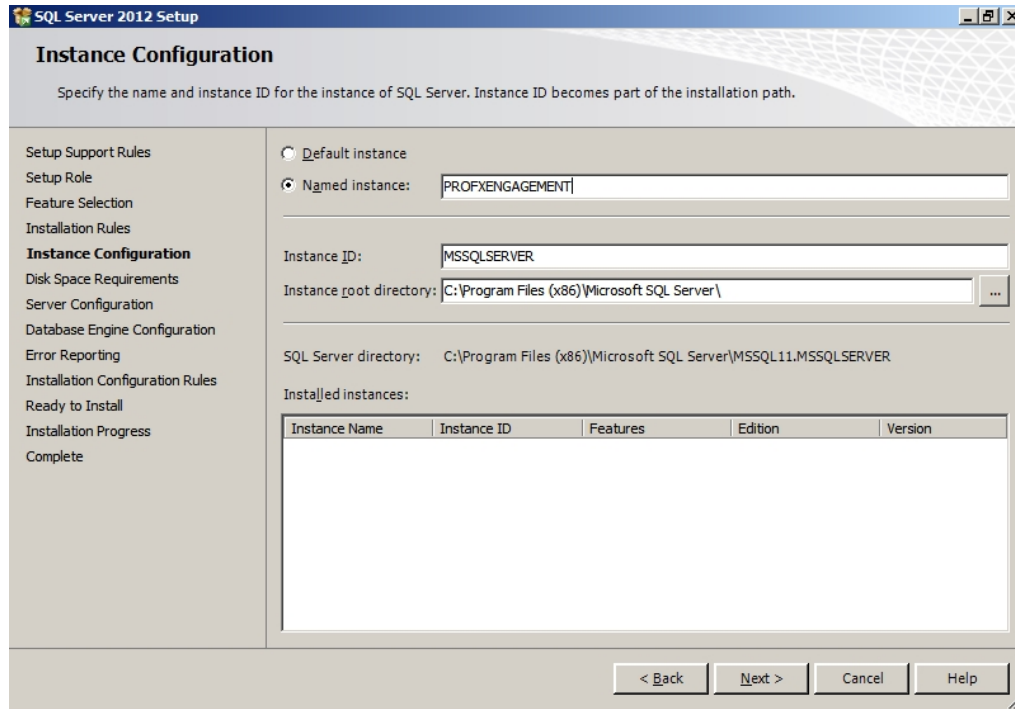 SQL Server 2012 Setup
Instance Configuration
Specify the name and instance ID for the instance of SQL Server. Instance ID becomes part of the installation path.
Setup Support Rules
Setup Role
Feature Selection
Installation Rules
Instance Configuration
Disk Space Requirements
Server Configuration
Database Engine Configuration
Error Reporting
Installation Configuration Rules
Ready to Install
Installation Progress
Complete
Default instance
Named instance: PROFXENGAGEMENT
Instance ID: MSSQLSERVER
Instance root directory: C:\Program Files (x86)\Microsoft SQL Server\ ...
SQL Server directory: C:\Program Files (x86)\Microsoft SQL Server\MSSQL11.MSSQLSERVER
Installed instances:
Instance Name Instance ID Features Edition Version
< Back Next > Cancel Help